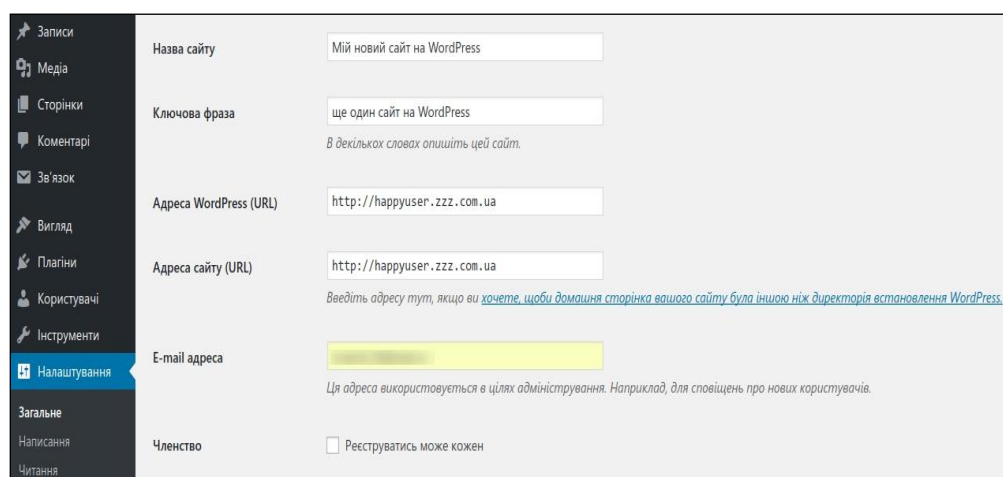 Записи
Медіа
Сторінки
Коментарі
Зв'язок
Вигляд
Плагіни
Користувачі
Інструменти
Налаштування
Загальне
Написання
Читання
Назва сайту
Мій новий сайт на WordPress
Ключова фраза
ще один сайт на WordPress
В декількох словах опишіть цей сайт.
Адреса WordPress (URL)
http://happyuser.zzz.com.ua
Адреса сайту (URL)
http://happyuser.zzz.com.ua
Введіть адресу тут, якщо ви хочете, щоби домашня сторінка вашого сайту була іншою ніж директорія встановлення WordPress.
E-mail адреса
Ця адреса використовується в цілях адміністрування. Наприклад, для сповіщень про нових користувачів.
Членство
Реєструватись може кожен